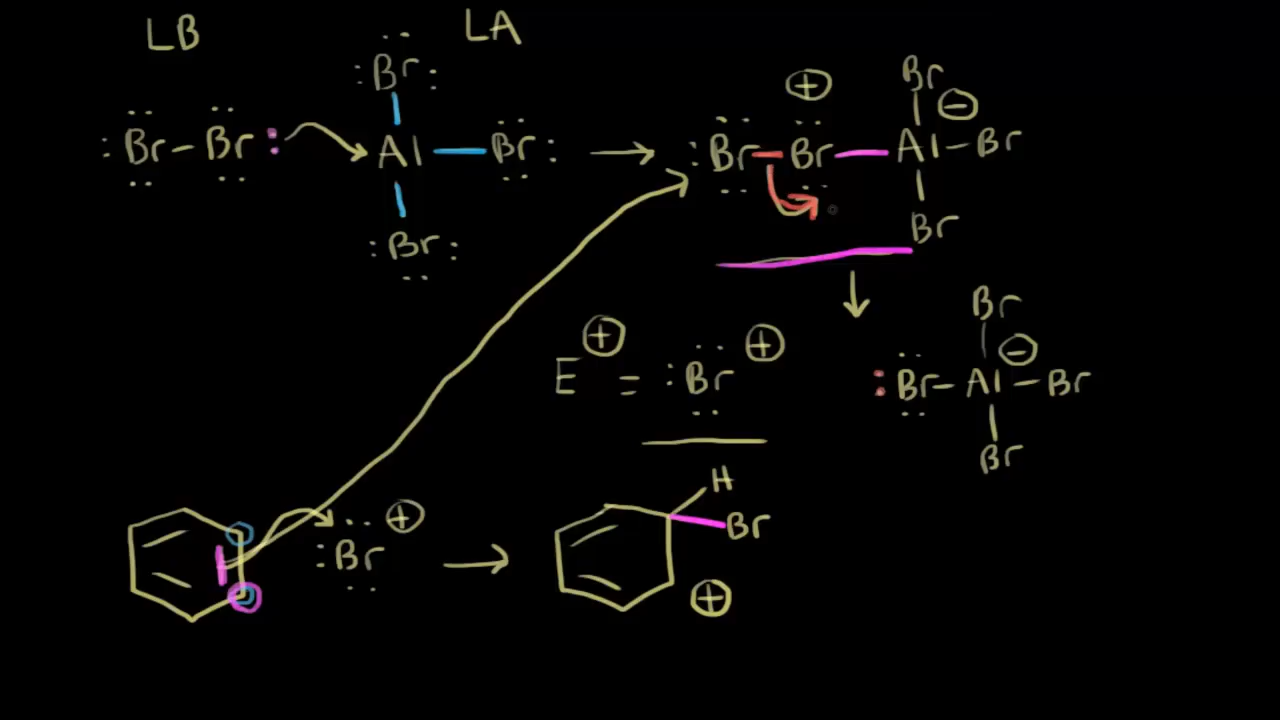 LB LA
Br Br
:Br-Br: Al Br: → :Br-Br-Al-Br
:Br: Br
E⊕ = :Br⊕ Br
:Br-Al-Br
Br
H
:Br⊕ → Br
⊕